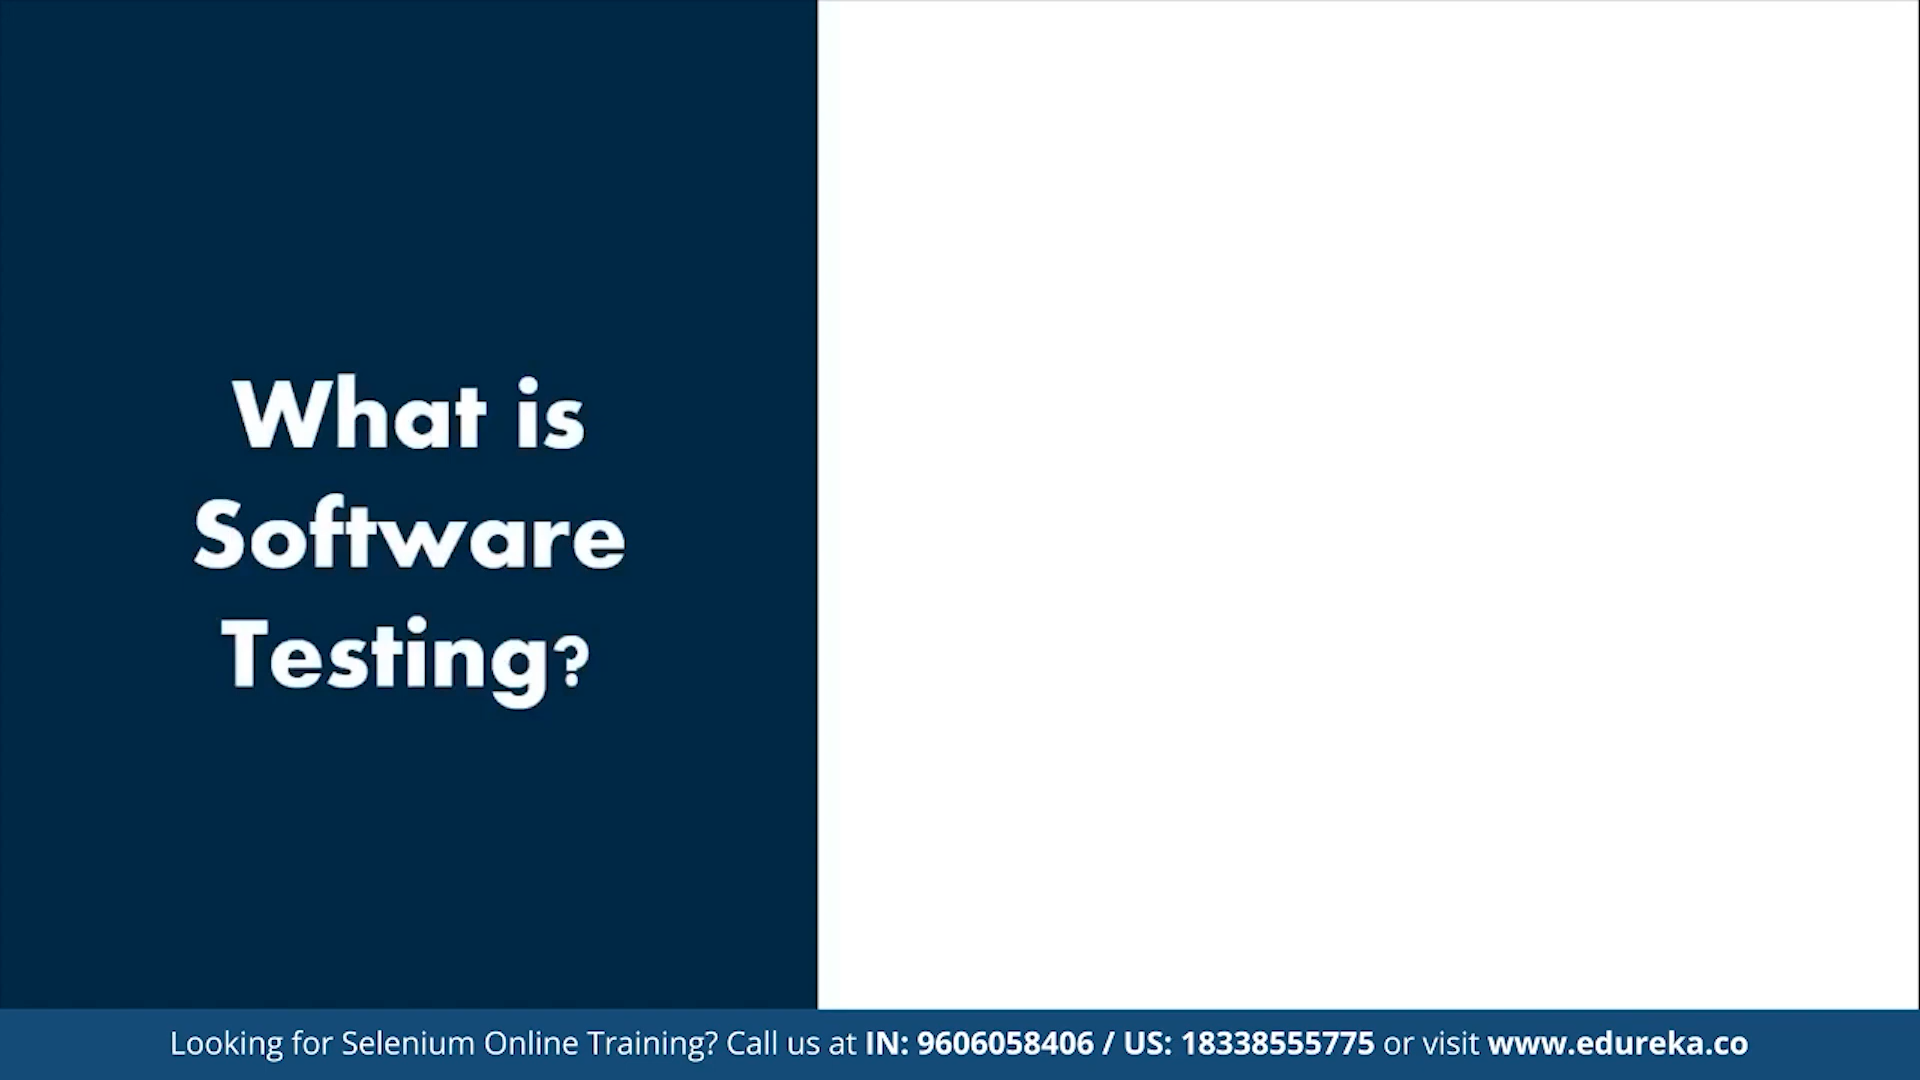 What is
Software
Testing?
Looking for Selenium Online Training? Call us at IN: 9606058406 / US: 18338555775 or visit www.edureka.co